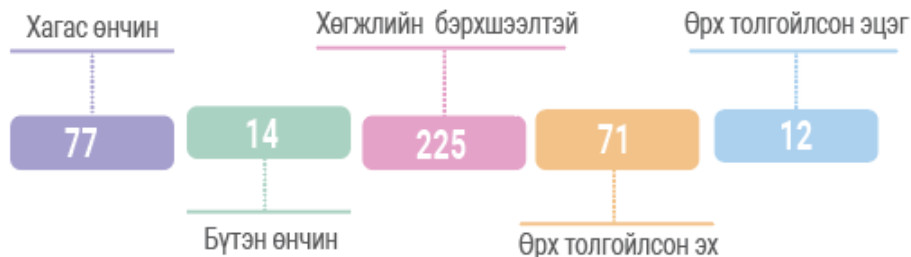 Хагас өнчин
Хөгжлийн бэрхшээлтэй
Өрх толгойлсон эцэг
77
14
225
71
12
Бүтэн өнчин
Өрх толгойлсон эх